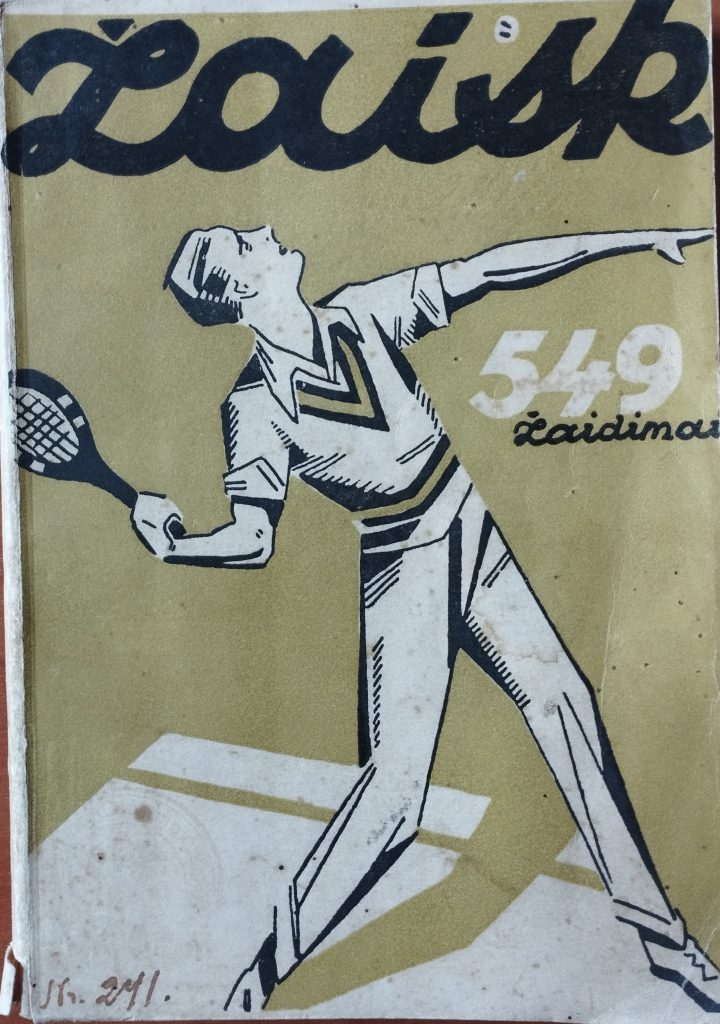 Žaisk
549
žaidimai
Nr. 241.